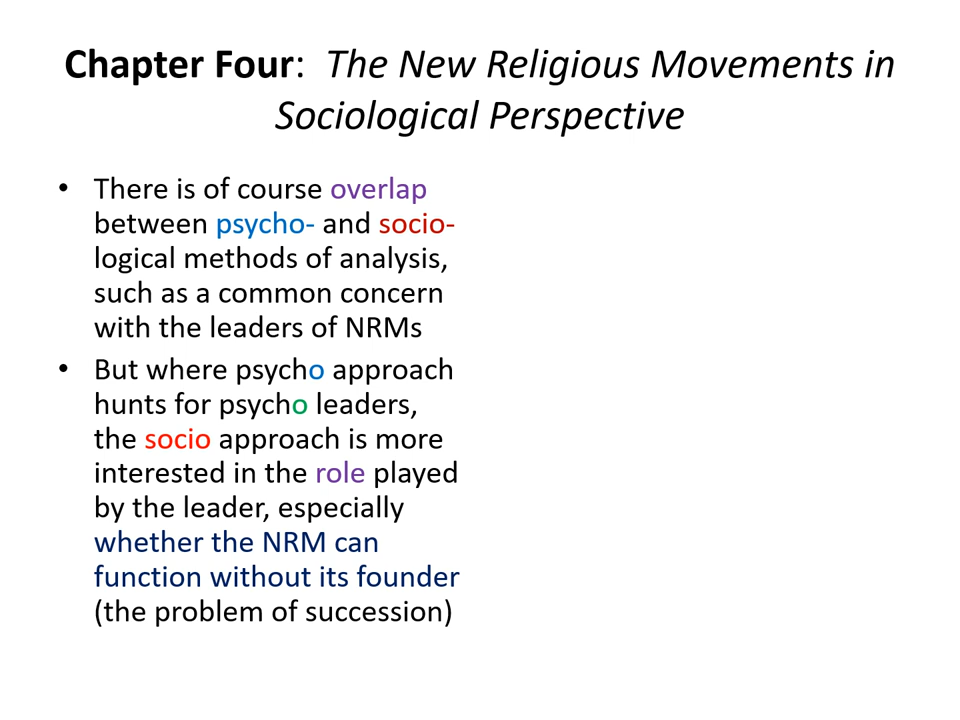 Chapter Four:  The New Religious Movements in
Sociological Perspective
• There is of course overlap
between psycho- and socio-
logical methods of analysis,
such as a common concern
with the leaders of NRMs
• But where psycho approach
hunts for psycho leaders,
the socio approach is more
interested in the role played
by the leader, especially
whether the NRM can
function without its founder
(the problem of succession)